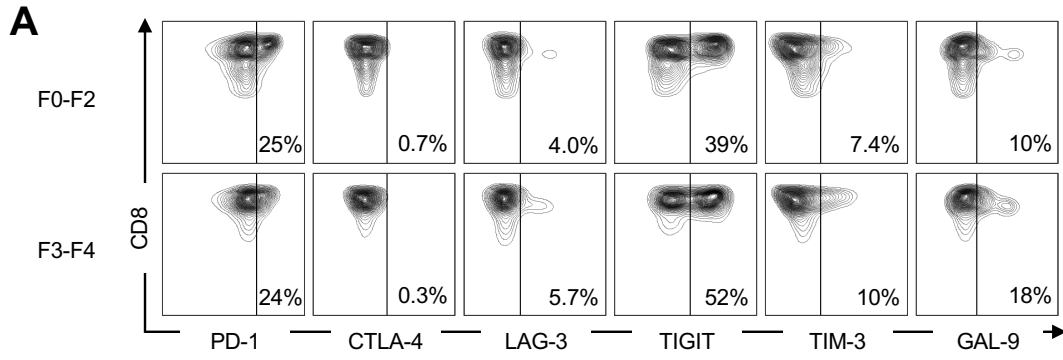 A
F0-F2
25%
0.7%
4.0%
39%
7.4%
10%
CD8
F3-F4
24%
0.3%
5.7%
52%
10%
18%
PD-1
CTLA-4
LAG-3
TIGIT
TIM-3
GAL-9